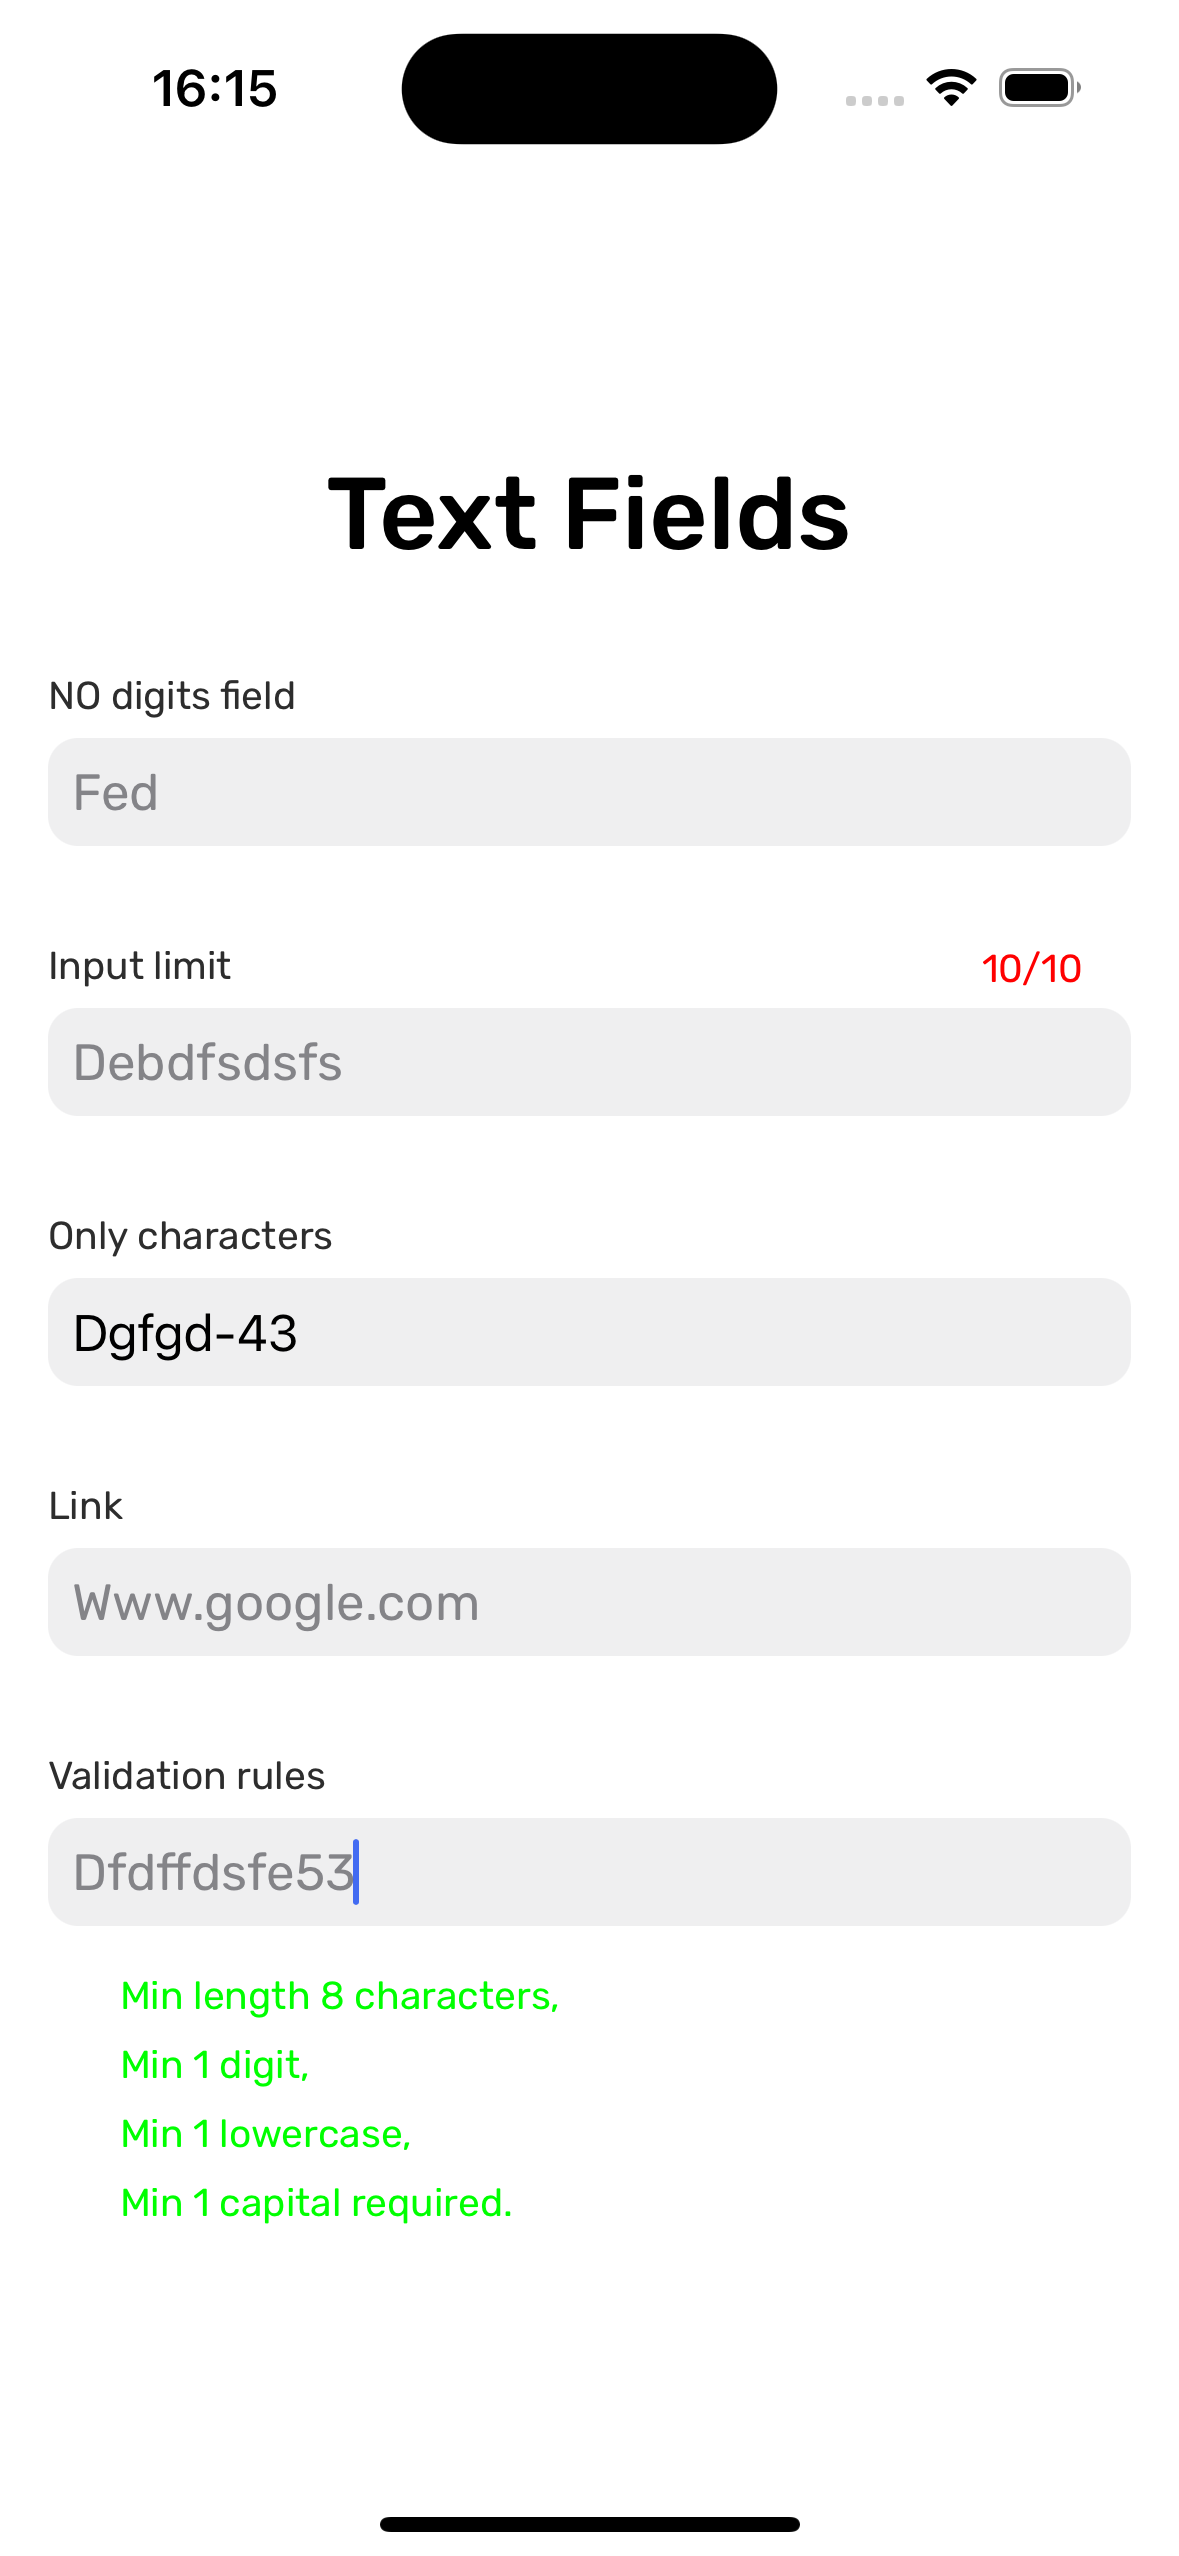 16:15
Text Fields
NO digits field
Fed
Input limit 10/10
Debdfsdsfs
Only characters
Dgfgd-43
Link
Www.google.com
Validation rules
Dfdffdsfe53
Min length 8 characters,
Min 1 digit,
Min 1 lowercase,
Min 1 capital required.